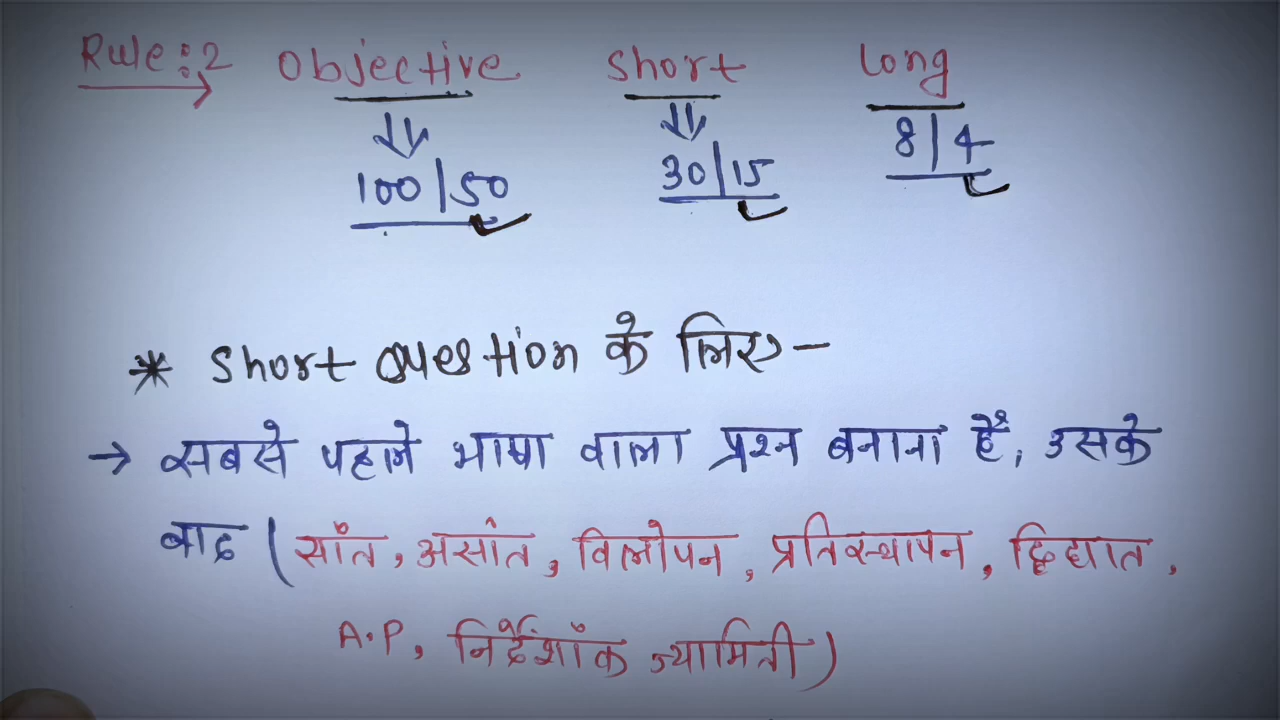 Rule:2 Objective Short Long
100|50 30|15 8|4
* Short Question के लिए:-
→ सबसे पहले भाषा वाला प्रश्न बनाना है, उसके
बाद (सांत, असांत, विलोपन, प्रतिस्थापन, द्विघात,
A.P, निर्देशांक ज्यामिती)